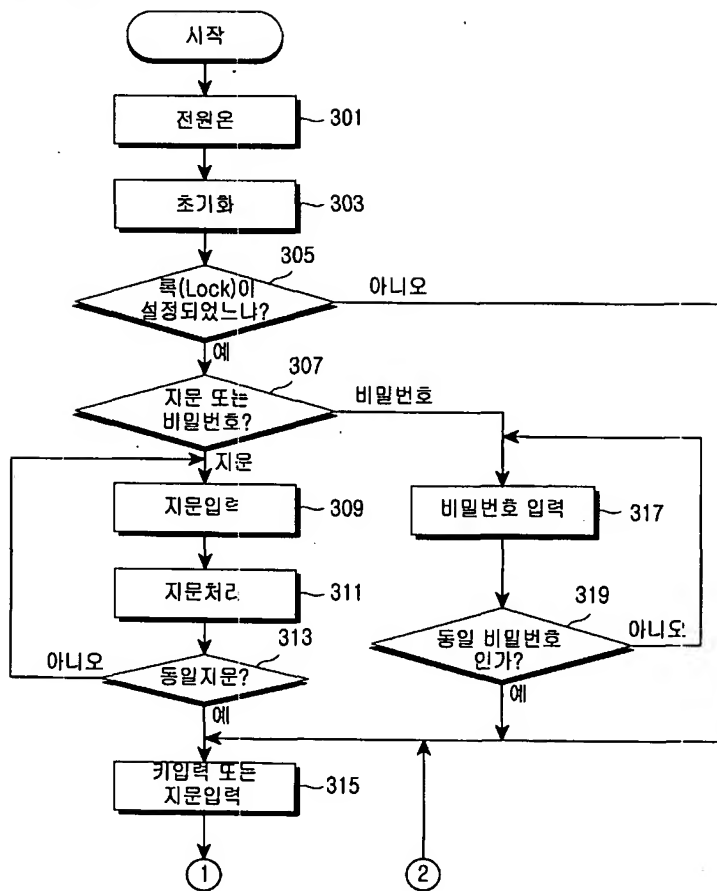 시작
전원온
301
초기화
303
305
록(Lock)이
설정되었느냐?
아니오
예
307
지문 또는
비밀번호?
비밀번호
지문
지문입력
309
비밀번호 입력
317
지문처리
311
313
319
아니오
동일지문?
동일 비밀번호
인가?
아니오
예
예
키입력 또는
지문입력
315
1
2